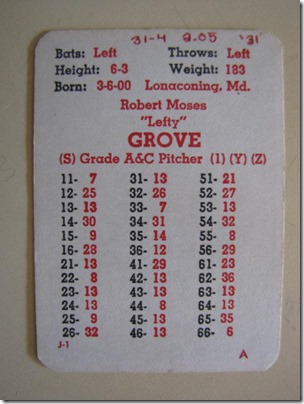 31-4 2.05 '31
Bats: Left Throws: Left
Height: 6-3 Weight: 183
Born: 3-6-00 Lonaconing, Md.
Robert Moses
"Lefty"
GROVE
(S) Grade A&C Pitcher (1) (Y) (Z)
11- 7 31- 13 51- 21
12- 25 32- 26 52- 27
13- 13 33- 7 53- 13
14- 30 34- 31 54- 32
15- 9 35- 14 55- 8
16- 28 36- 12 56- 29
21- 13 41- 29 61- 23
22- 8 42- 13 62- 36
23- 13 43- 13 63- 13
24- 13 44- 8 64- 13
25- 9 45- 13 65- 35
26- 32 46- 13 66- 6
J-1 A